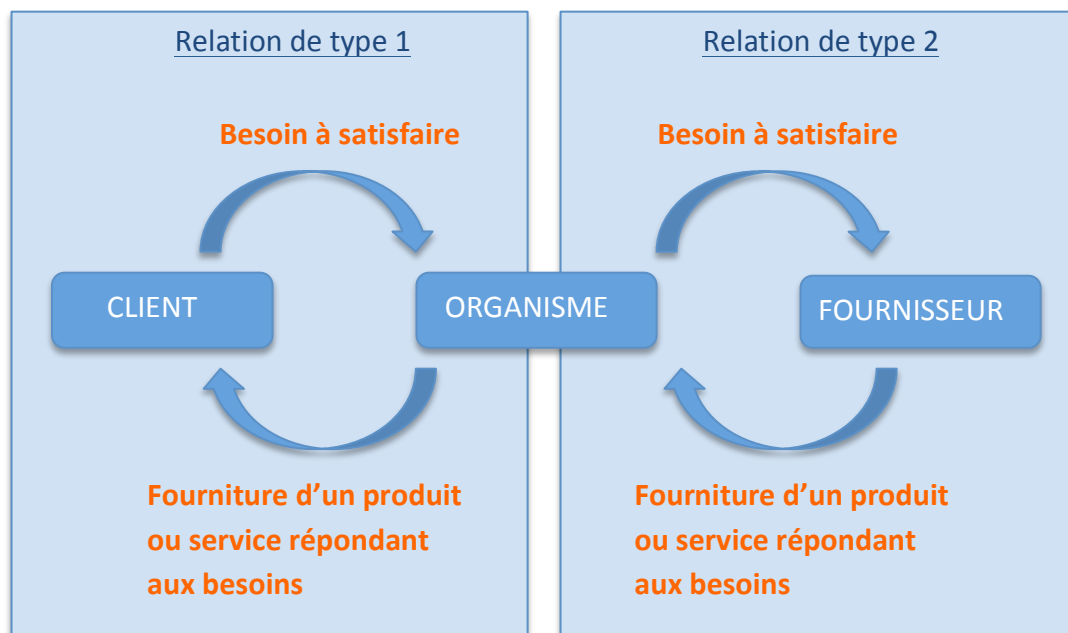 Relation de type 1
Besoin à satisfaire
CLIENT
ORGANISME
Fourniture d’un produit
ou service répondant
aux besoins
Relation de type 2
Besoin à satisfaire
FOURNISSEUR
Fourniture d’un produit
ou service répondant
aux besoins